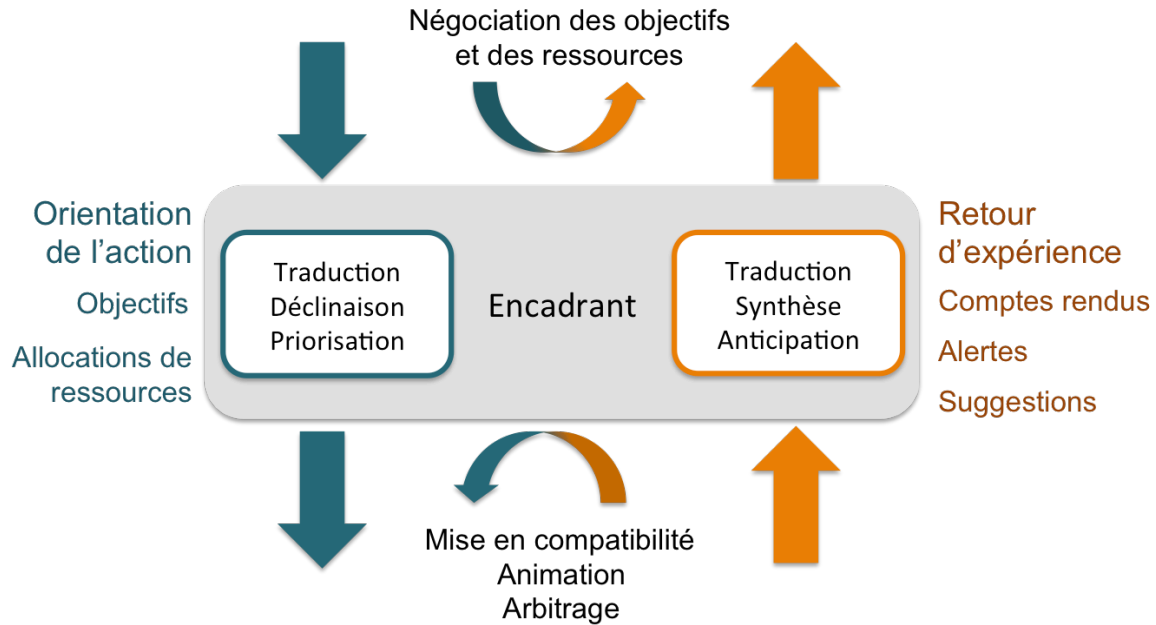 Négociation des objectifs
et des ressources
Orientation
de l’action
Objectifs
Allocations de
ressources
Traduction
Déclinaison
Priorisation
Encadrant
Traduction
Synthèse
Anticipation
Retour
d’expérience
Comptes rendus
Alertes
Suggestions
Mise en compatibilité
Animation
Arbitrage